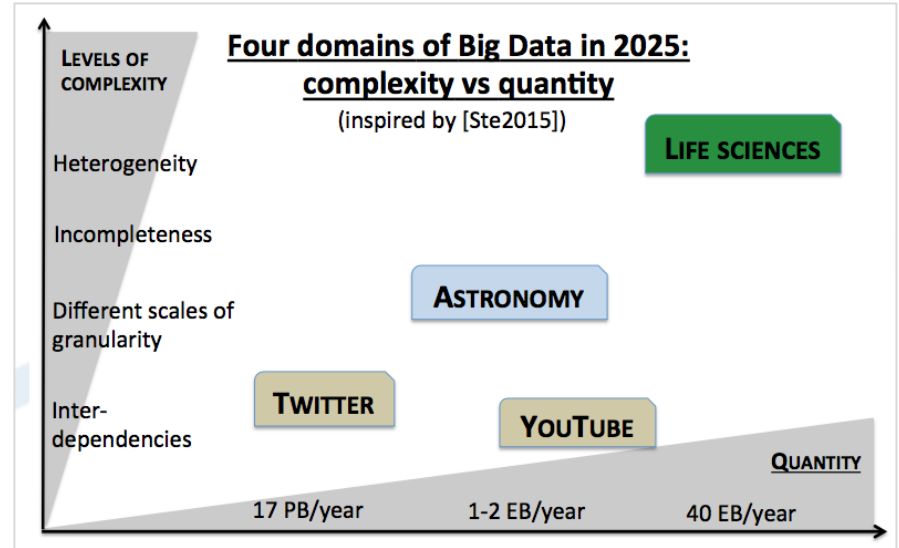 LEVELS OF
COMPLEXITY
Four domains of Big Data in 2025:
complexity vs quantity
(inspired by [Ste2015])
LIFE SCIENCES
Heterogeneity
Incompleteness
ASTRONOMY
Different scales of
granularity
TWITTER
Inter-
dependencies
YOUTUBE
QUANTITY
17 PB/year
1-2 EB/year
40 EB/year